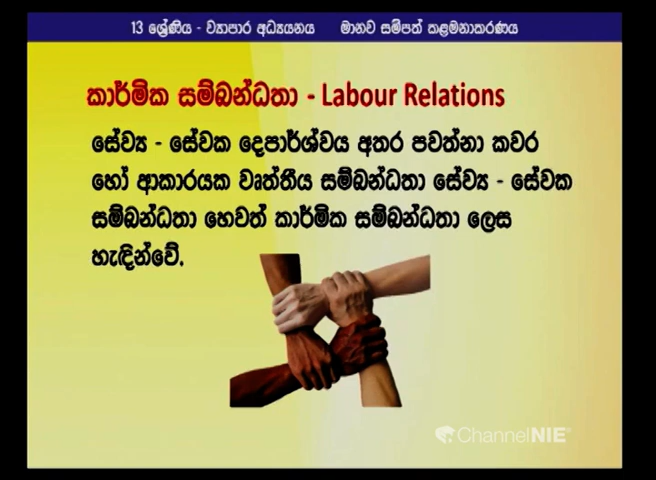 13 ශ්‍රේණිය - ව්‍යාපාර අධ්‍යයනය මානව සම්පත් කළමනාකරණය
කාර්මික සම්බන්ධතා - Labour Relations
සේව්‍ය - සේවක දෙපාර්ශ්වය අතර පවත්නා කවර
හෝ ආකාරයක වෘත්තීය සම්බන්ධතා සේව්‍ය - සේවක
සම්බන්ධතා හෙවත් කාර්මික සම්බන්ධතා ලෙස
හැඳින්වේ.
ChannelNIE